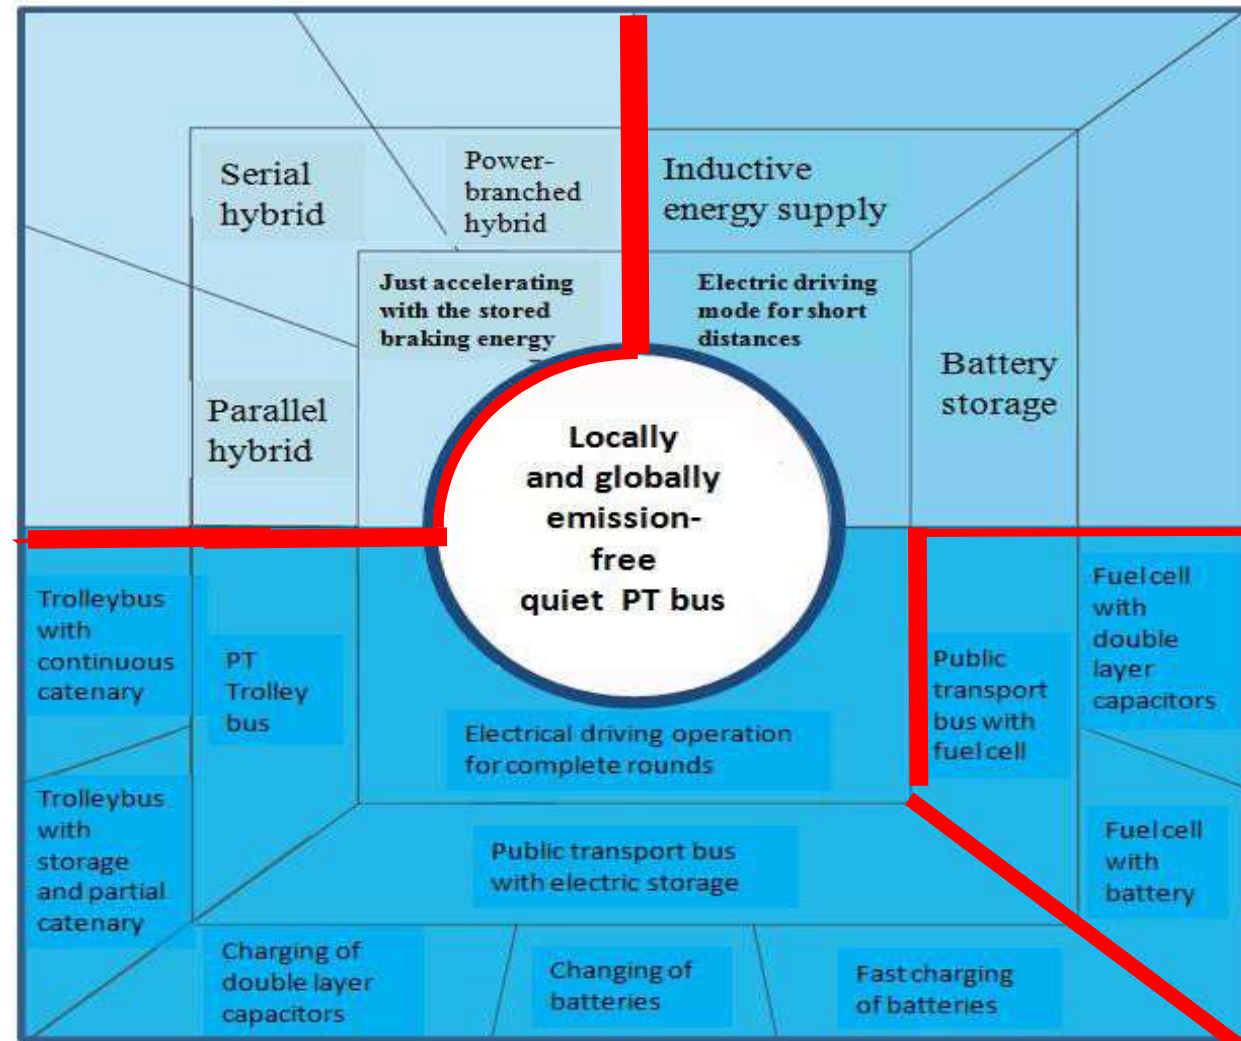 Serial
hybrid
Power-
branched
hybrid
Inductive
energy supply
Just accelerating
with the stored
braking energy
Electric driving
mode for short
distances
Battery
storage
Parallel
hybrid
Locally
and globally
emission-
free
quiet PT bus
Trolleybus
with
continuous
catenary
PT
Trolley
bus
Electrical driving operation
for complete rounds
Public
transport
bus with
fuel cell
Fuel cell
with
double
layer
capacitors
Trolleybus
with
storage
and partial
catenary
Public transport bus
with electric storage
Fuel cell
with
battery
Charging of
double layer
capacitors
Changing of
batteries
Fast charging
of batteries